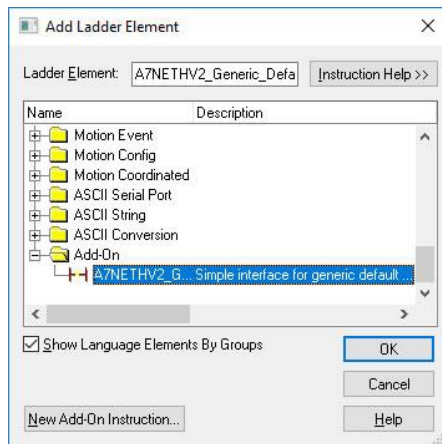 Add Ladder Element
Ladder Element: A7NETHV2_Generic_Defa Instruction Help >>
Name Description
Motion Event
Motion Config
Motion Coordinated
ASCII Serial Port
ASCII String
ASCII Conversion
Add-On
A7NETHV2_G... Simple interface for generic default ...
Show Language Elements By Groups
OK
Cancel
New Add-On Instruction... Help